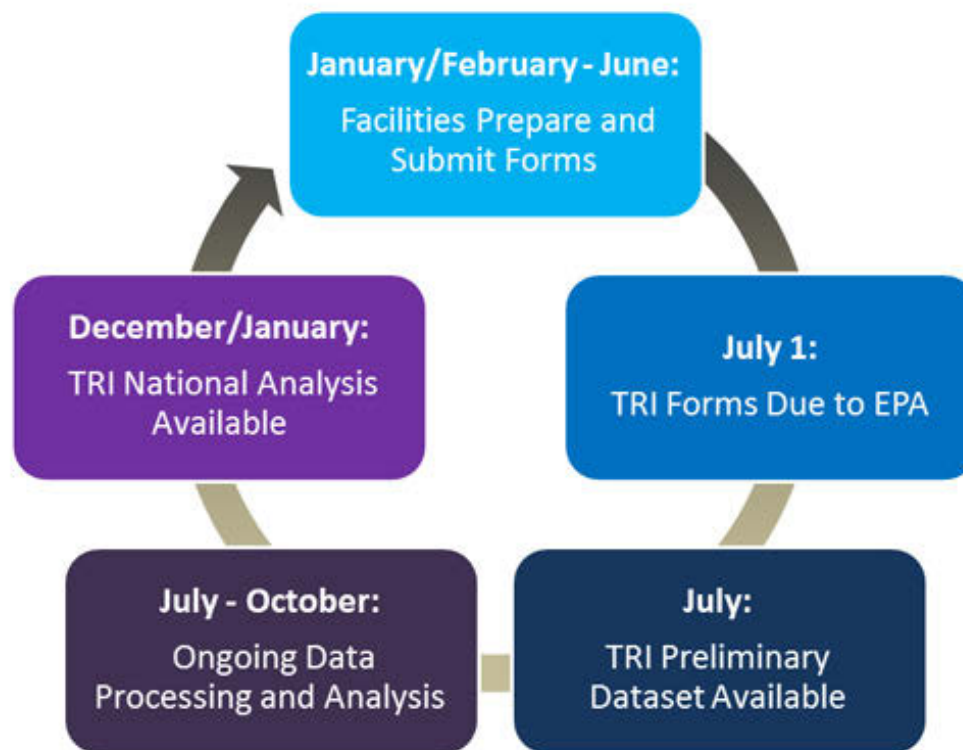 January/February - June:
Facilities Prepare and
Submit Forms
July 1:
TRI Forms Due to EPA
July:
TRI Preliminary
Dataset Available
July - October:
Ongoing Data
Processing and Analysis
December/January:
TRI National Analysis
Available